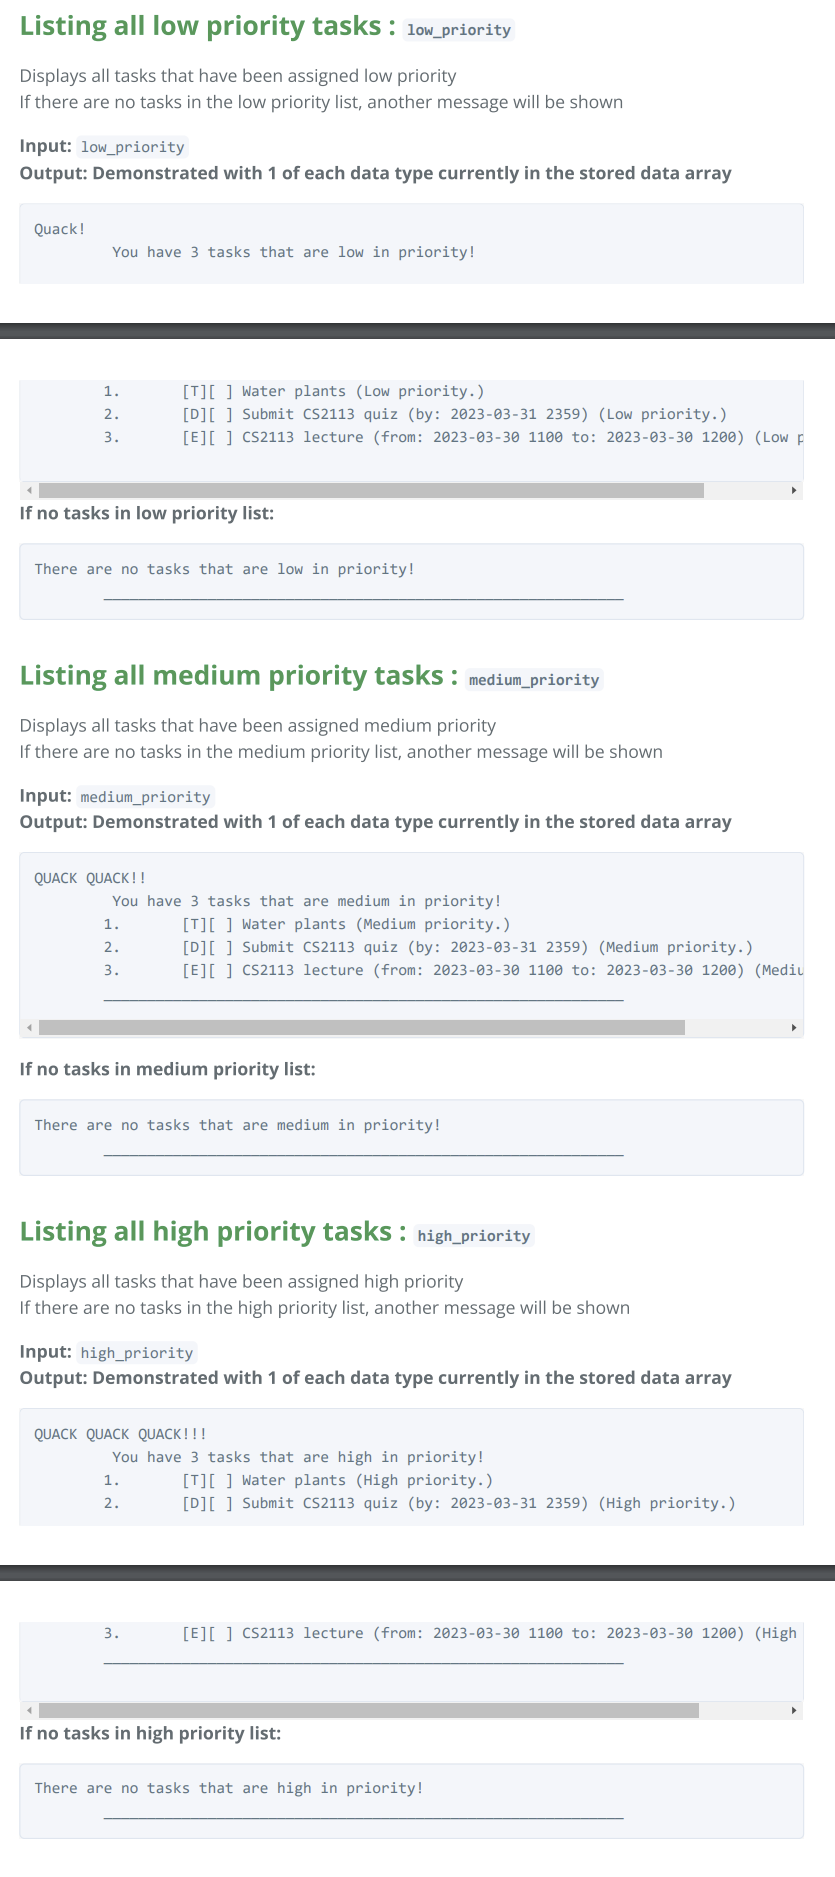 Listing all low priority tasks : low_priority
Displays all tasks that have been assigned low priority
If there are no tasks in the low priority list, another message will be shown
Input: low_priority
Output: Demonstrated with 1 of each data type currently in the stored data array
Quack!
You have 3 tasks that are low in priority!
1. [T][ ] Water plants (Low priority.)
2. [D][ ] Submit CS2113 quiz (by: 2023-03-31 2359) (Low priority.)
3. [E][ ] CS2113 lecture (from: 2023-03-30 1100 to: 2023-03-30 1200) (Low p
If no tasks in low priority list:
There are no tasks that are low in priority!
____________________________________________________________
Listing all medium priority tasks : medium_priority
Displays all tasks that have been assigned medium priority
If there are no tasks in the medium priority list, another message will be shown
Input: medium_priority
Output: Demonstrated with 1 of each data type currently in the stored data array
QUACK QUACK!!
You have 3 tasks that are medium in priority!
1. [T][ ] Water plants (Medium priority.)
2. [D][ ] Submit CS2113 quiz (by: 2023-03-31 2359) (Medium priority.)
3. [E][ ] CS2113 lecture (from: 2023-03-30 1100 to: 2023-03-30 1200) (Mediu
____________________________________________________________
If no tasks in medium priority list:
There are no tasks that are medium in priority!
____________________________________________________________
Listing all high priority tasks : high_priority
Displays all tasks that have been assigned high priority
If there are no tasks in the high priority list, another message will be shown
Input: high_priority
Output: Demonstrated with 1 of each data type currently in the stored data array
QUACK QUACK QUACK!!!
You have 3 tasks that are high in priority!
1. [T][ ] Water plants (High priority.)
2. [D][ ] Submit CS2113 quiz (by: 2023-03-31 2359) (High priority.)
3. [E][ ] CS2113 lecture (from: 2023-03-30 1100 to: 2023-03-30 1200) (High
____________________________________________________________
If no tasks in high priority list:
There are no tasks that are high in priority!
____________________________________________________________